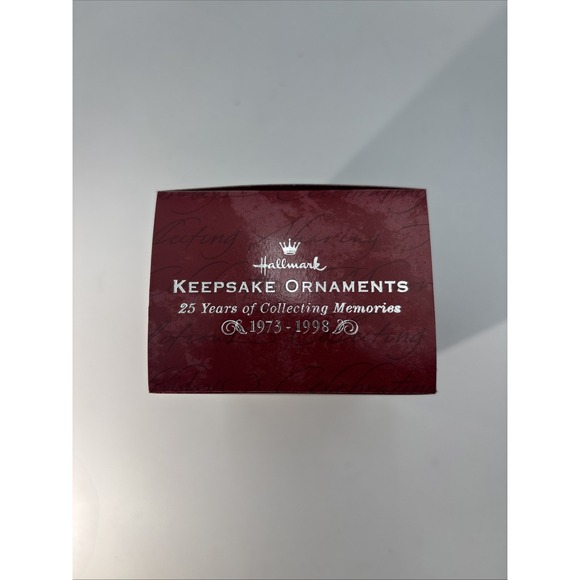 Hallmark
KEEPSAKE ORNAMENTS
25 Years of Collecting Memories
1973 - 1998